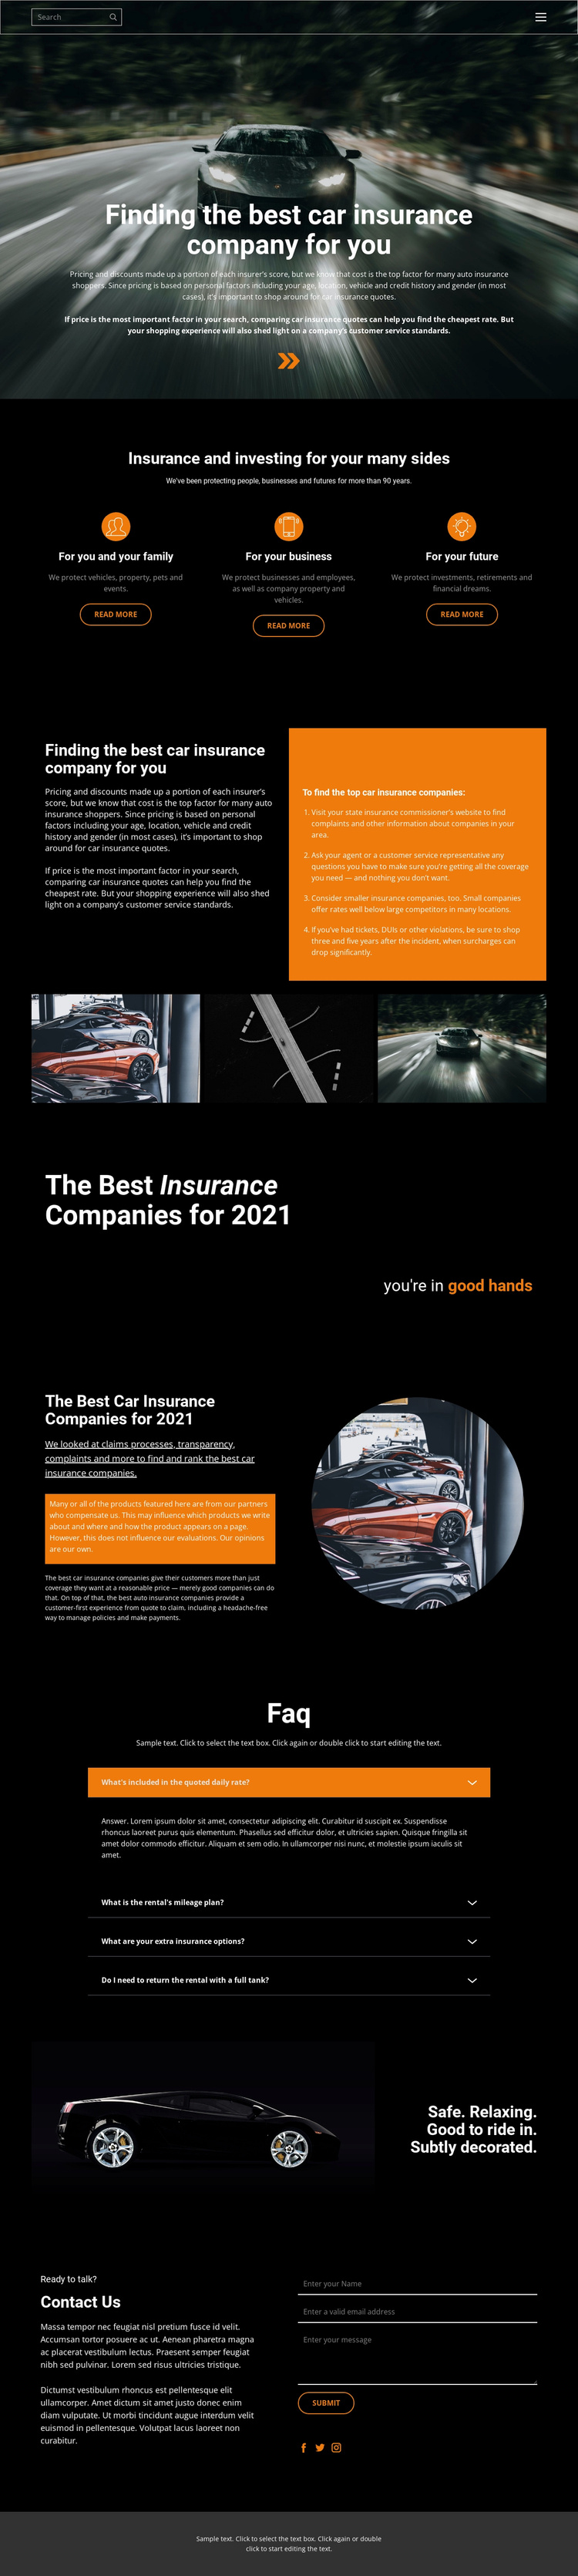 Search
Finding the best car insurance
company for you
Pricing and discounts made up a portion of each insurer's score, but we know that cost is the top factor for many auto insurance
shoppers. Since pricing is based on personal factors including your age, location, vehicle and credit history and gender (in most
cases), it's important to shop around for car insurance quotes.
If price is the most important factor in your search, comparing car insurance quotes can help you find the cheapest rate. But
your shopping experience will also shed light on a company's customer service standards.
Insurance and investing for your many sides
We've been protecting people, businesses and futures for more than 90 years.
For you and your family
We protect vehicles, property, pets and
events.
READ MORE
For your business
We protect businesses and employees,
as well as company property and
vehicles.
READ MORE
For your future
We protect investments, retirements and
financial dreams.
READ MORE
Finding the best car insurance
company for you
Pricing and discounts made up a portion of each insurer's
score, but we know that cost is the top factor for many auto
insurance shoppers. Since pricing is based on personal
factors including your age, location, vehicle and credit
history and gender (in most cases), it's important to shop
around for car insurance quotes.
If price is the most important factor in your search,
comparing car insurance quotes can help you find the
cheapest rate. But your shopping experience will also shed
light on a company's customer service standards.
To find the top car insurance companies:
1. Visit your state insurance commissioner's website to find
complaints and other information about companies in your
area.
2. Ask your agent or a customer service representative any
questions you have to make sure you're getting all the coverage
you need — and nothing you don't want.
3. Consider smaller insurance companies, too. Small companies
offer rates well below large competitors in many locations.
4. If you've had tickets, DUIs or other violations, be sure to shop
three and five years after the incident, when surcharges can
drop significantly.
The Best Insurance
Companies for 2021
you're in good hands
The Best Car Insurance
Companies for 2021
We looked at claims processes, transparency,
complaints and more to find and rank the best car
insurance companies.
Many or all of the products featured here are from our partners
who compensate us. This may influence which products we write
about and where and how the product appears on a page.
However, this does not influence our evaluations. Our opinions
are our own.
The best car insurance companies give their customers more than just
coverage they want at a reasonable price — merely good companies can do
that. On top of that, the best auto insurance companies provide a
customer-first experience from quote to claim, including a headache-free
way to manage policies and make payments.
Faq
Sample text. Click to select the text box. Click again or double click to start editing the text.
What's included in the quoted daily rate?
Answer. Lorem ipsum dolor sit amet, consectetur adipiscing elit. Curabitur id suscipit ex. Suspendisse
rhoncus laoreet purus quis elementum. Phasellus sed efficitur dolor, et ultricies sapien. Quisque fringilla sit
amet dolor commodo efficitur. Aliquam et sem odio. In ullamcorper nisi nunc, et molestie ipsum iaculis sit
amet.
What is the rental's mileage plan?
What are your extra insurance options?
Do I need to return the rental with a full tank?
Safe. Relaxing.
Good to ride in.
Subtly decorated.
Ready to talk?
Contact Us
Massa tempor nec feugiat nisl pretium fusce id velit.
Accumsan tortor posuere ac ut. Aenean pharetra magna
ac placerat vestibulum lectus. Praesent semper feugiat
nibh sed pulvinar. Lorem sed risus ultricies tristique.
Dictumst vestibulum rhoncus est pellentesque elit
ullamcorper. Amet dictum sit amet justo donec enim
diam vulputate. Ut morbi tincidunt augue interdum velit
euismod in pellentesque. Volutpat lacus laoreet non
curabitur.
Enter your Name
Enter a valid email address
Enter your message
SUBMIT
Sample text. Click to select the text box. Click again or double
click to start editing the text.